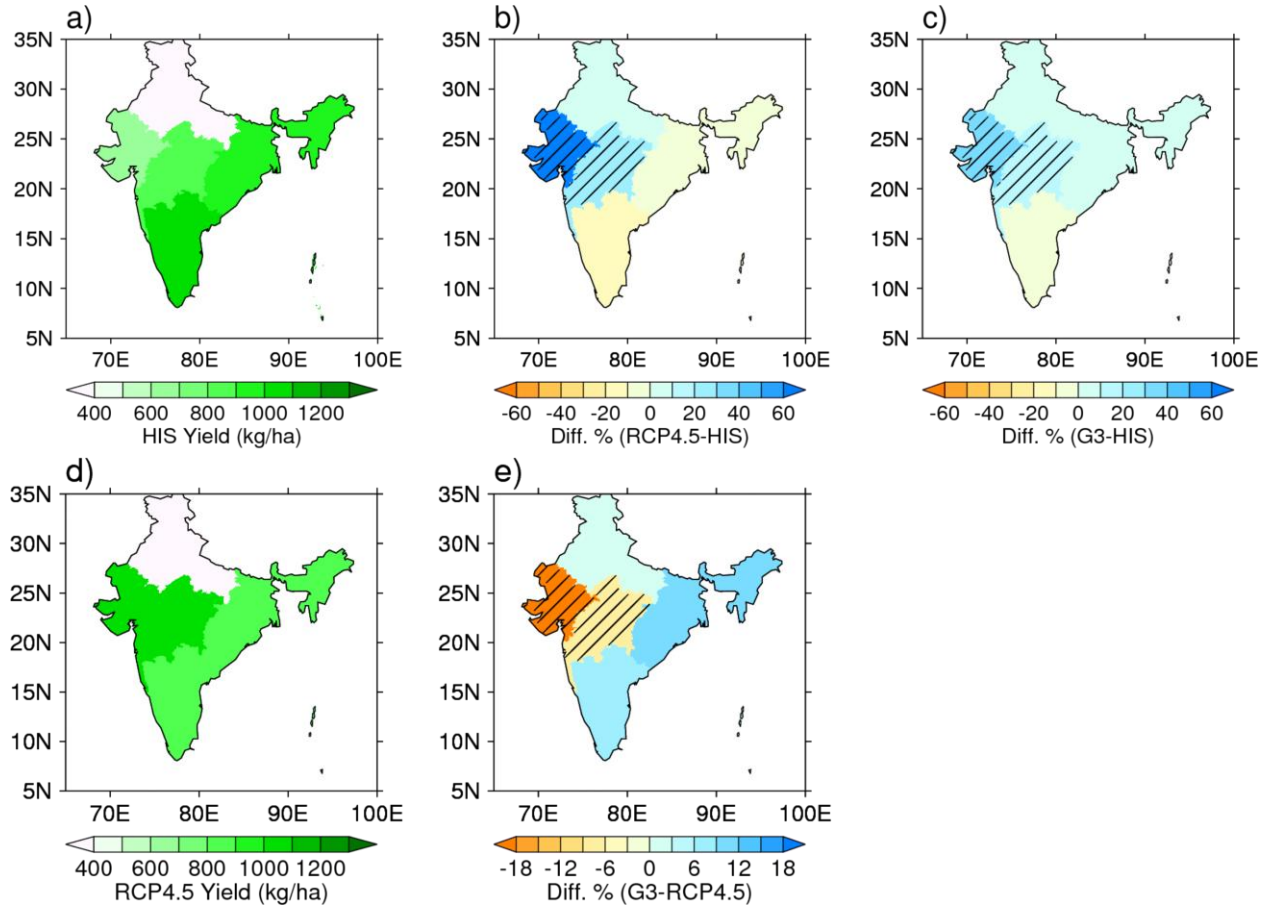 a)
35N
30N
25N
20N
15N
10N
5N
70E 80E 90E 100E
400 600 800 1000 1200
HIS Yield (kg/ha)
b)
35N
30N
25N
20N
15N
10N
5N
70E 80E 90E 100E
-60 -40 -20 0 20 40 60
Diff. % (RCP4.5-HIS)
c)
35N
30N
25N
20N
15N
10N
5N
70E 80E 90E 100E
-60 -40 -20 0 20 40 60
Diff. % (G3-HIS)
d)
35N
30N
25N
20N
15N
10N
5N
70E 80E 90E 100E
400 600 800 1000 1200
RCP4.5 Yield (kg/ha)
e)
35N
30N
25N
20N
15N
10N
5N
70E 80E 90E 100E
-18 -12 -6 0 6 12 18
Diff. % (G3-RCP4.5)